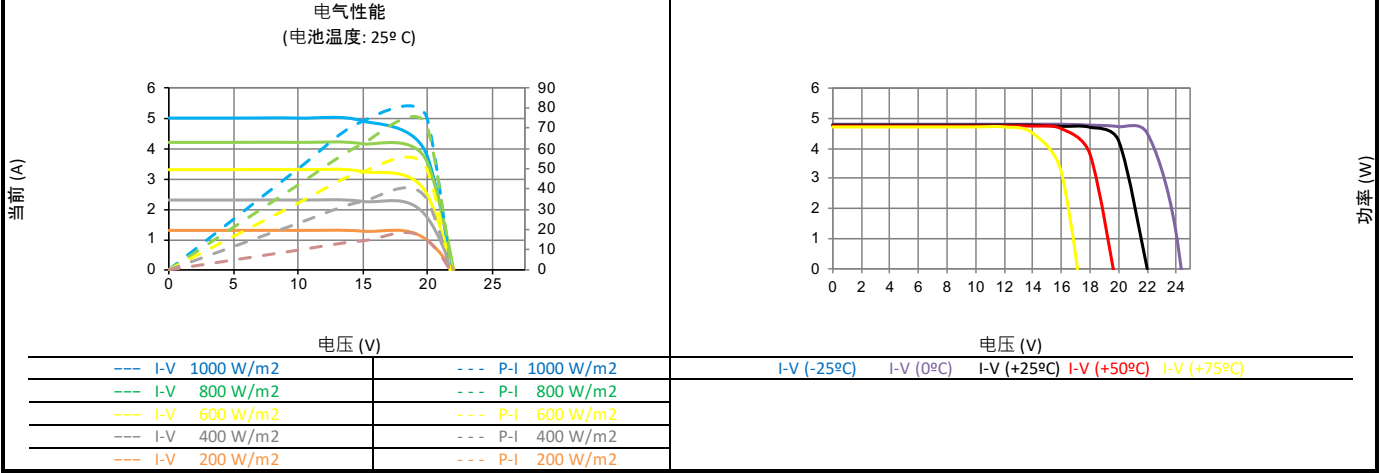 电气性能
(电池温度: 25º C)
6
5
4
3
2
1
0
90
80
70
60
50
40
30
20
10
0
0 5 10 15 20 25
当前 (A)
电压 (V)
6
5
4
3
2
1
0
0 2 4 6 8 10 12 14 16 18 20 22 24
功率 (W)
电压 (V)
––– I-V 1000 W/m2
- - - P-I 1000 W/m2
––– I-V 800 W/m2
- - - P-I 800 W/m2
––– I-V 600 W/m2
- - - P-I 600 W/m2
––– I-V 400 W/m2
- - - P-I 400 W/m2
––– I-V 200 W/m2
- - - P-I 200 W/m2
I-V (-25ºC) I-V (0ºC) I-V (+25ºC) I-V (+50ºC) I-V (+75ºC)